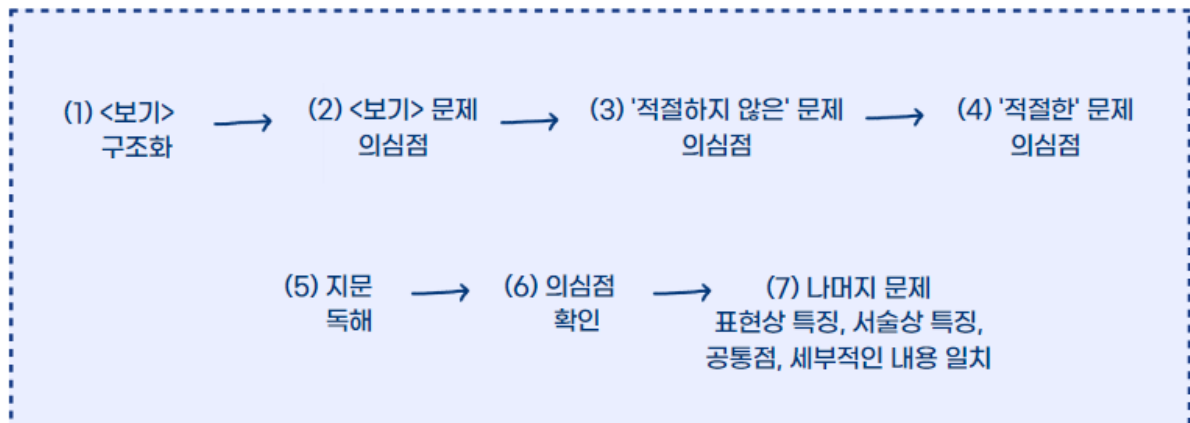 (1) <보기> → (2) <보기> 문제 → (3) '적절하지 않은' 문제 → (4) '적절한' 문제
구조화 의심점 의심점 의심점
(5) 지문 → (6) 의심점 → (7) 나머지 문제
독해 확인 표현상 특징, 서술상 특징,
공통점, 세부적인 내용 일치